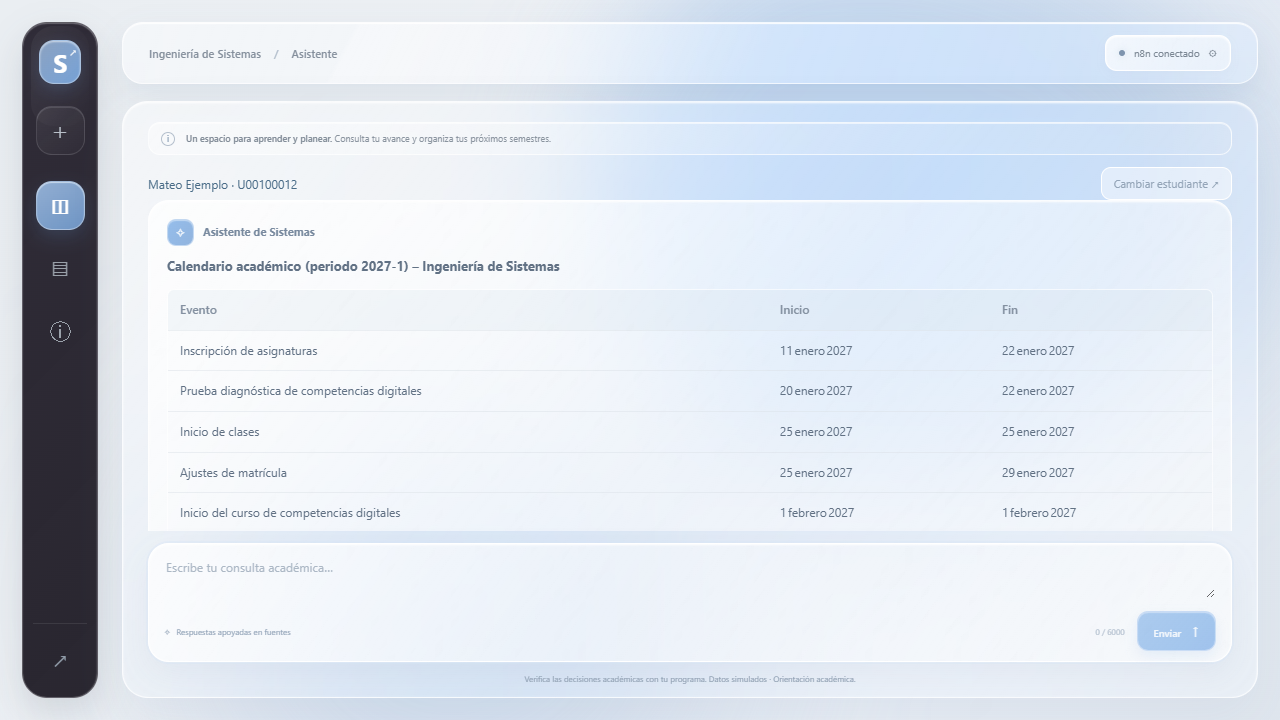 S
Ingeniería de Sistemas / Asistente
n8n conectado
Un espacio para aprender y planear. Consulta tu avance y organiza tus próximos semestres.
Mateo Ejemplo · U00100012
Cambiar estudiante ↗
Asistente de Sistemas
Calendario académico (periodo 2027-1) – Ingeniería de Sistemas
Evento Inicio Fin
Inscripción de asignaturas 11 enero 2027 22 enero 2027
Prueba diagnóstica de competencias digitales 20 enero 2027 22 enero 2027
Inicio de clases 25 enero 2027 25 enero 2027
Ajustes de matrícula 25 enero 2027 29 enero 2027
Inicio del curso de competencias digitales 1 febrero 2027 1 febrero 2027
Escribe tu consulta académica...
Respuestas apoyadas en fuentes
0 / 6000
Enviar ↑
Verifica las decisiones académicas con tu programa. Datos simulados · Orientación académica.